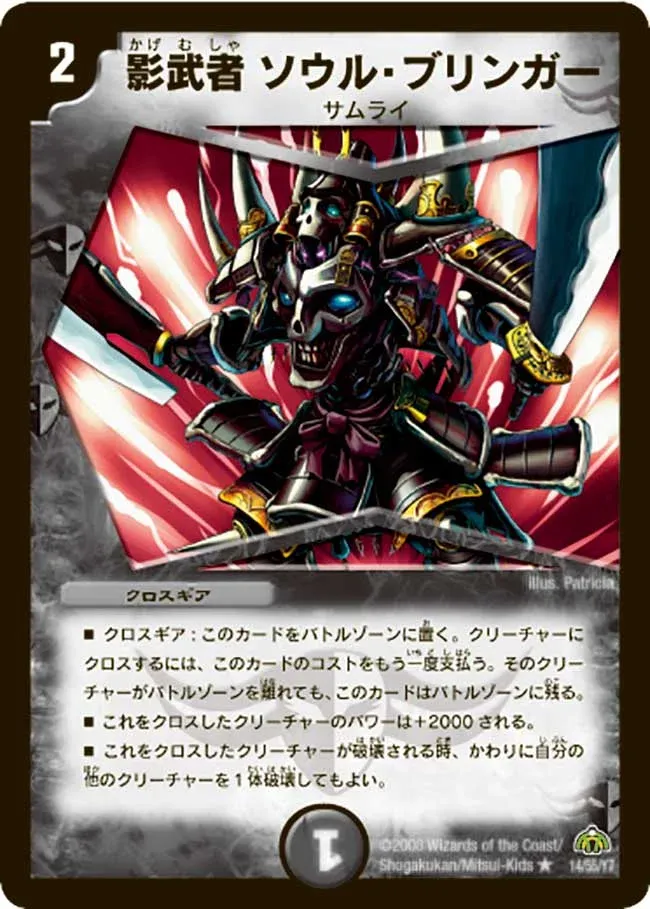 2
かげ む しゃ
影武者 ソウル・ブリンガー
サムライ
illus. Patricia
クロスギア
■ クロスギア：このカードをバトルゾーンに置く。クリーチャーに
クロスするには、このカードのコストをもう一度支払う。そのクリー
チャーがバトルゾーンを離れても、このカードはバトルゾーンに残る。
■ これをクロスしたクリーチャーのパワーは＋2000 される。
■ これをクロスしたクリーチャーが破壊される時、かわりに自分の
他のクリーチャーを１体破壊してもよい。
1
©2008 Wizards of the Coast/
Shogakukan/Mitsui-Kids ★ 14/55/Y7